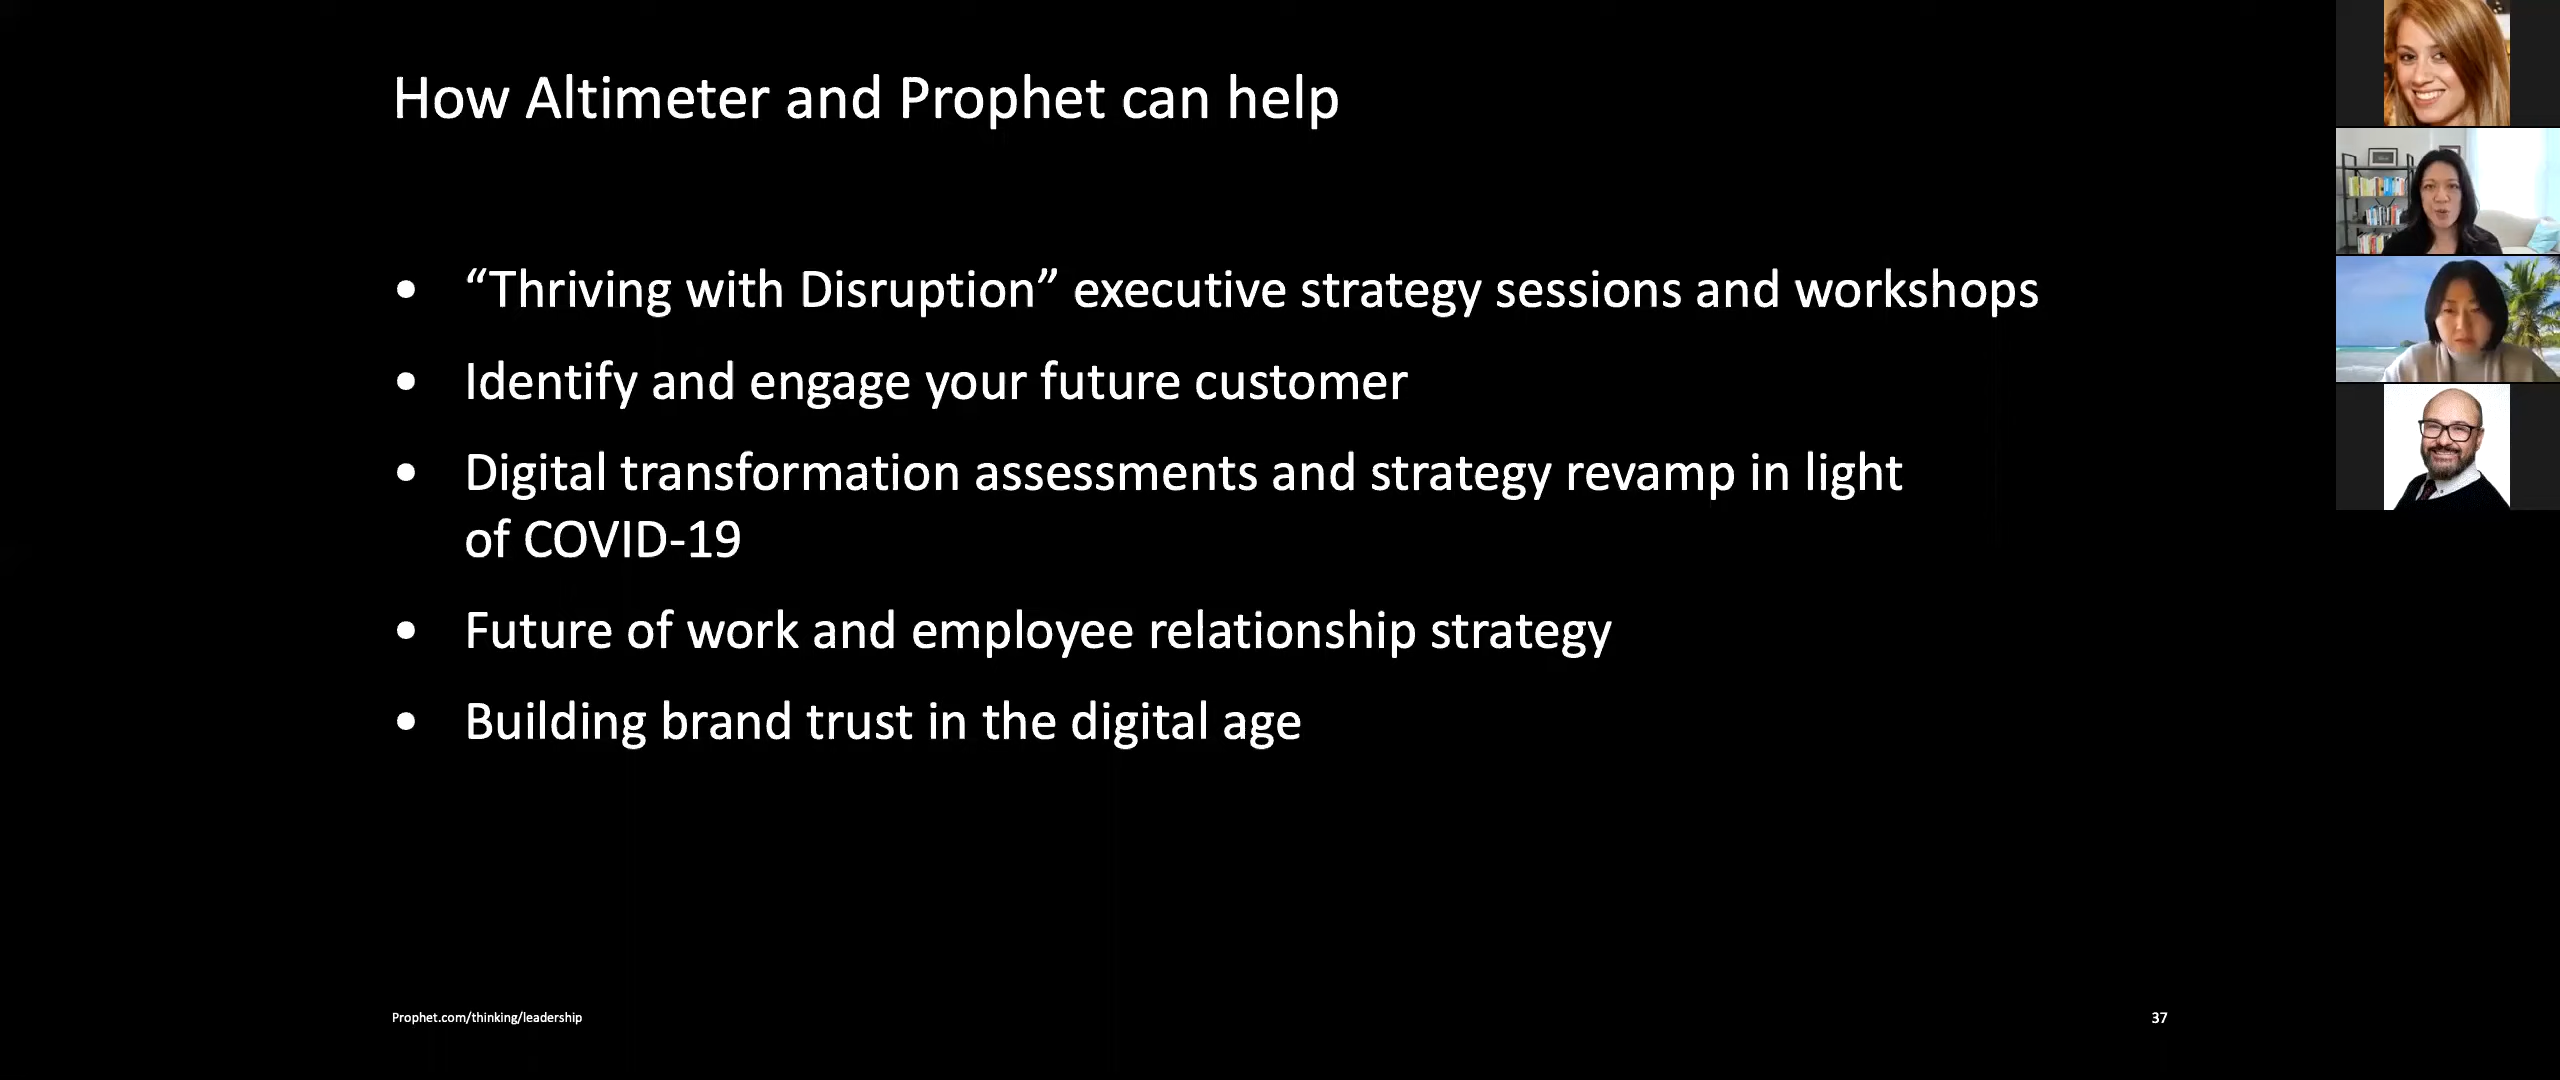 How Altimeter and Prophet can help
• “Thriving with Disruption” executive strategy sessions and workshops
• Identify and engage your future customer
• Digital transformation assessments and strategy revamp in light
of COVID-19
• Future of work and employee relationship strategy
• Building brand trust in the digital age
Prophet.com/thinking/leadership
37